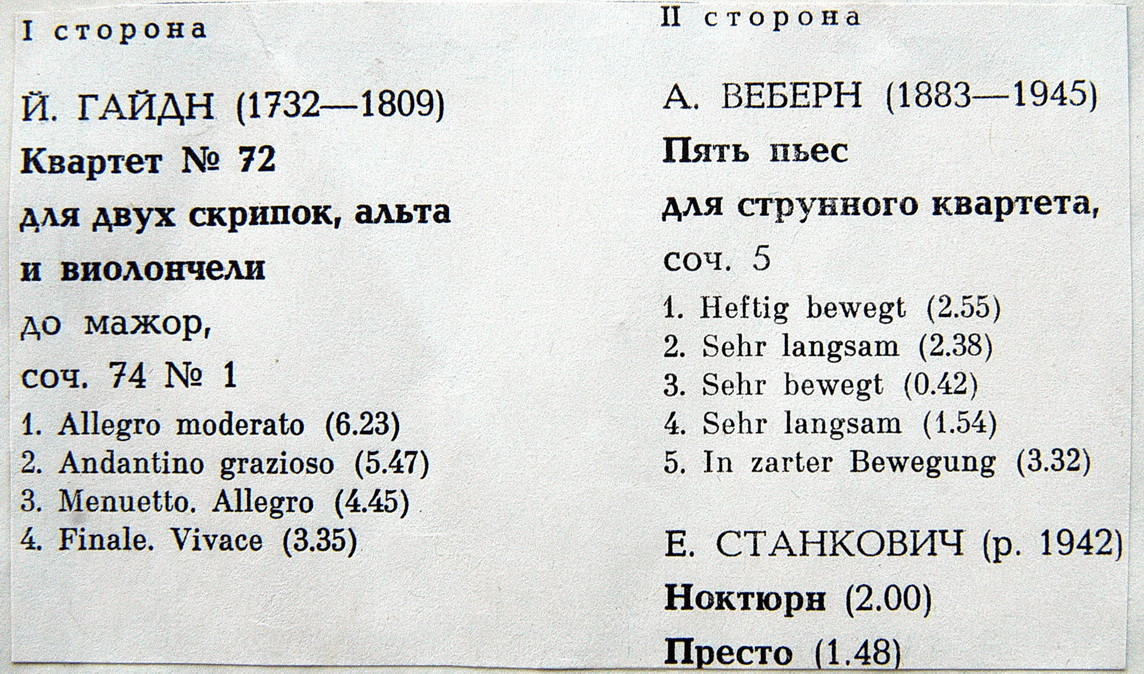 I сторона
Й. ГАЙДН (1732—1809)
Квартет № 72
для двух скрипок, альта
и виолончели
до мажор,
соч. 74 № 1
1. Allegro moderato (6.23)
2. Andantino grazioso (5.47)
3. Menuetto. Allegro (4.45)
4. Finale. Vivace (3.35)
II сторона
А. ВЕБЕРН (1883—1945)
Пять пьес
для струнного квартета,
соч. 5
1. Heftig bewegt (2.55)
2. Sehr langsam (2.38)
3. Sehr bewegt (0.42)
4. Sehr langsam (1.54)
5. In zarter Bewegung (3.32)
Е. СТАНКОВИЧ (р. 1942)
Ноктюрн (2.00)
Престо (1.48)